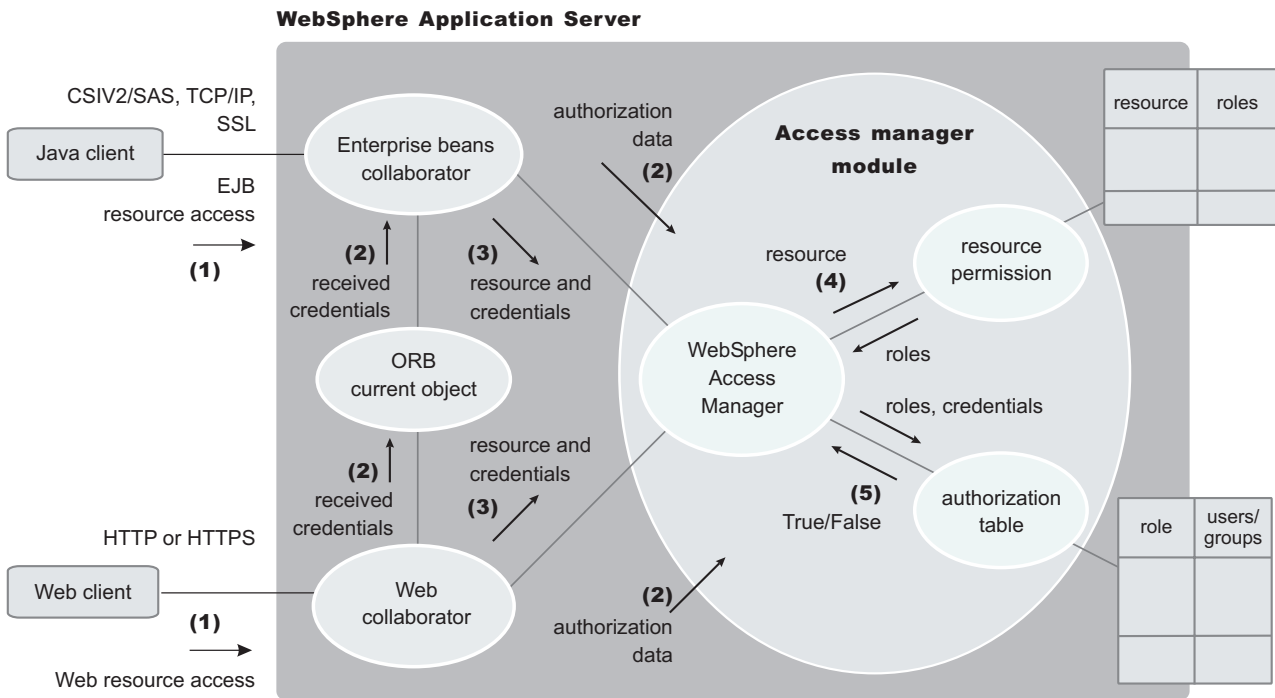 WebSphere Application Server
CSIV2/SAS, TCP/IP,
SSL
Java client
EJB
resource access
(1)
Enterprise beans
collaborator
(2)
received
credentials
(3)
resource and
credentials
authorization
data
(2)
Access manager
module
resource
roles
resource
(4)
resource
permission
roles
ORB
current object
WebSphere
Access
Manager
roles, credentials
(2)
received
credentials
resource and
credentials
(3)
(5)
True/False
authorization
table
role
users/
groups
HTTP or HTTPS
Web client
(1)
Web resource access
Web
collaborator
(2)
authorization
data